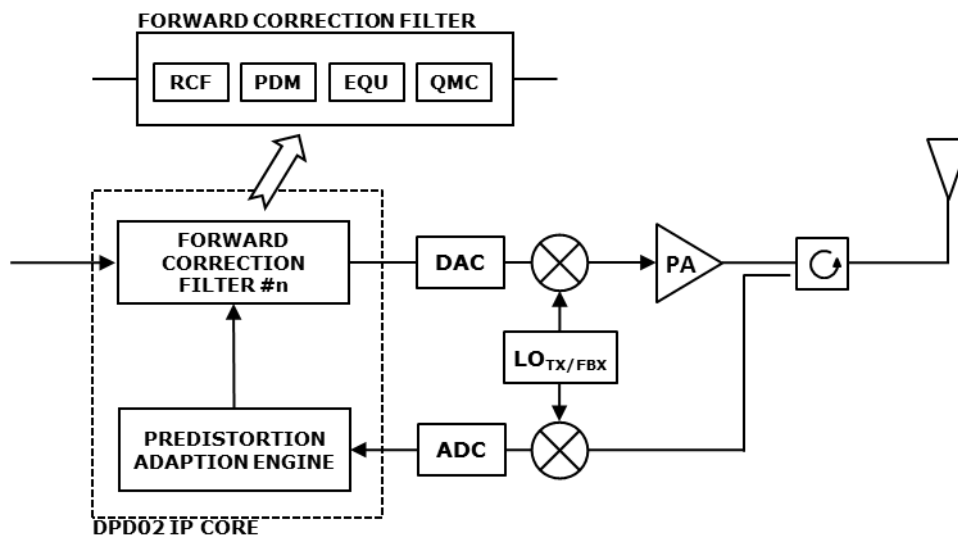 FORWARD CORRECTION FILTER
RCF
PDM
EQU
QMC
FORWARD
CORRECTION
FILTER #n
DAC
PA
LOTX/FBX
PREDISTORTION
ADAPTION ENGINE
ADC
DPD02 IP CORE